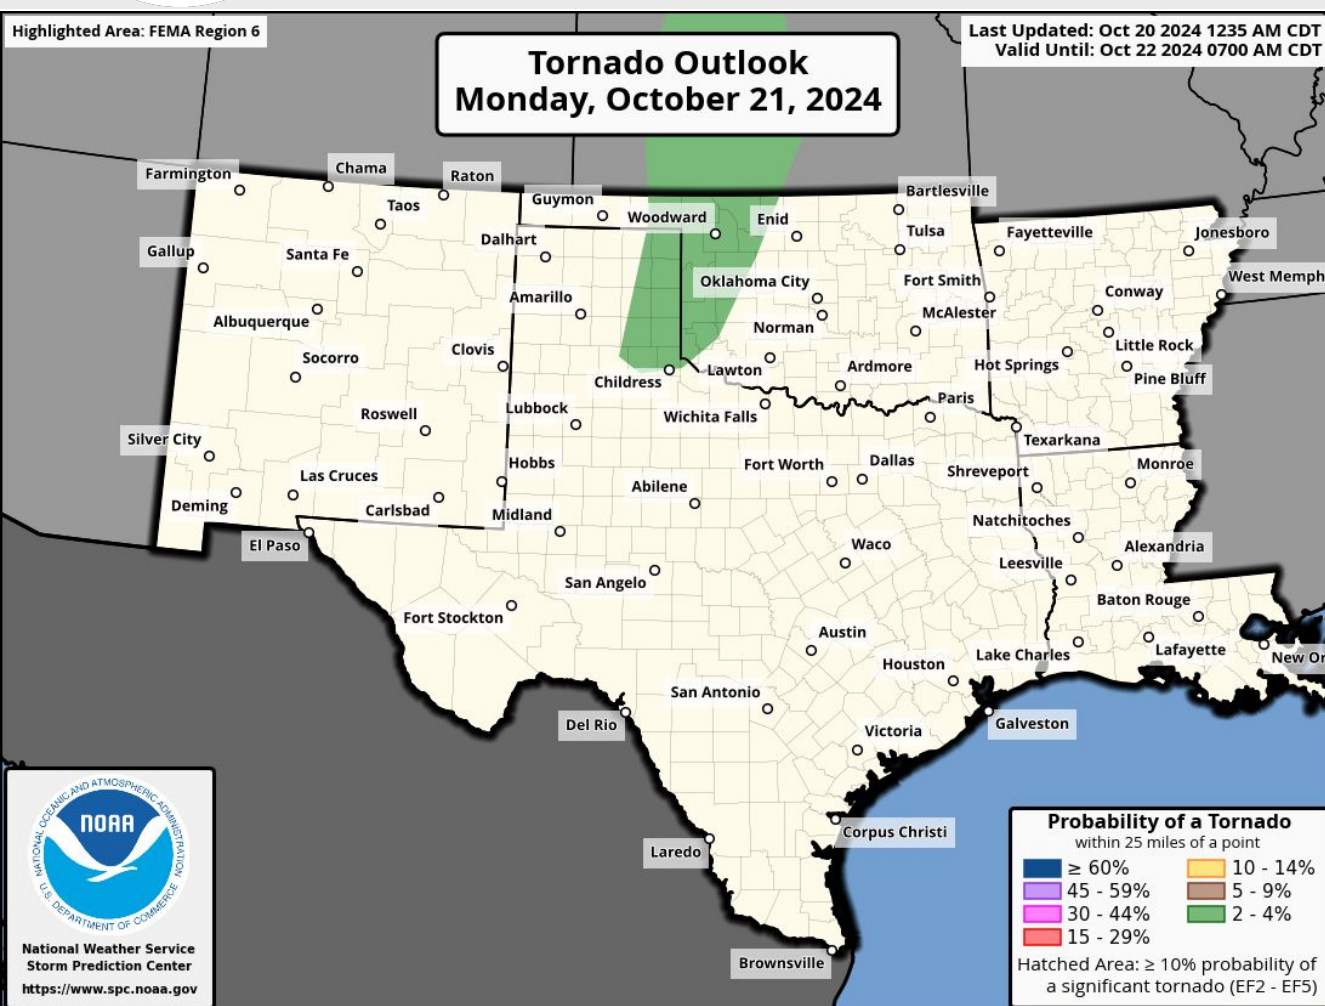 Highlighted Area: FEMA Region 6
Last Updated: Oct 20 2024 1235 AM CDT
Valid Until: Oct 22 2024 0700 AM CDT
Tornado Outlook
Monday, October 21, 2024
Farmington
Chama
Raton
Taos
Guymon
Woodward
Enid
Bartlesville
Gallup
Santa Fe
Dalhart
Tulsa
Fayetteville
Jonesboro
Albuquerque
Amarillo
Oklahoma City
Fort Smith
Conway
West Memph
Norman
McAlester
Socorro
Clovis
Childress
Lawton
Ardmore
Hot Springs
Little Rock
Pine Bluff
Roswell
Lubbock
Wichita Falls
Paris
Silver City
Texarkana
Las Cruces
Hobbs
Fort Worth
Dallas
Shreveport
Monroe
Deming
Carlsbad
Midland
Abilene
Natchitoches
El Paso
San Angelo
Waco
Leesville
Alexandria
Fort Stockton
Austin
Baton Rouge
Houston
Lake Charles
Lafayette
New Or
Del Rio
San Antonio
Galveston
Victoria
Laredo
Corpus Christi
Brownsville
NATIONAL OCEANIC AND ATMOSPHERIC ADMINISTRATION
NOAA
U.S. DEPARTMENT OF COMMERCE
National Weather Service
Storm Prediction Center
https://www.spc.noaa.gov
Probability of a Tornado
within 25 miles of a point
≥ 60%
45 - 59%
30 - 44%
15 - 29%
10 - 14%
5 - 9%
2 - 4%
Hatched Area: ≥ 10% probability of
a significant tornado (EF2 - EF5)